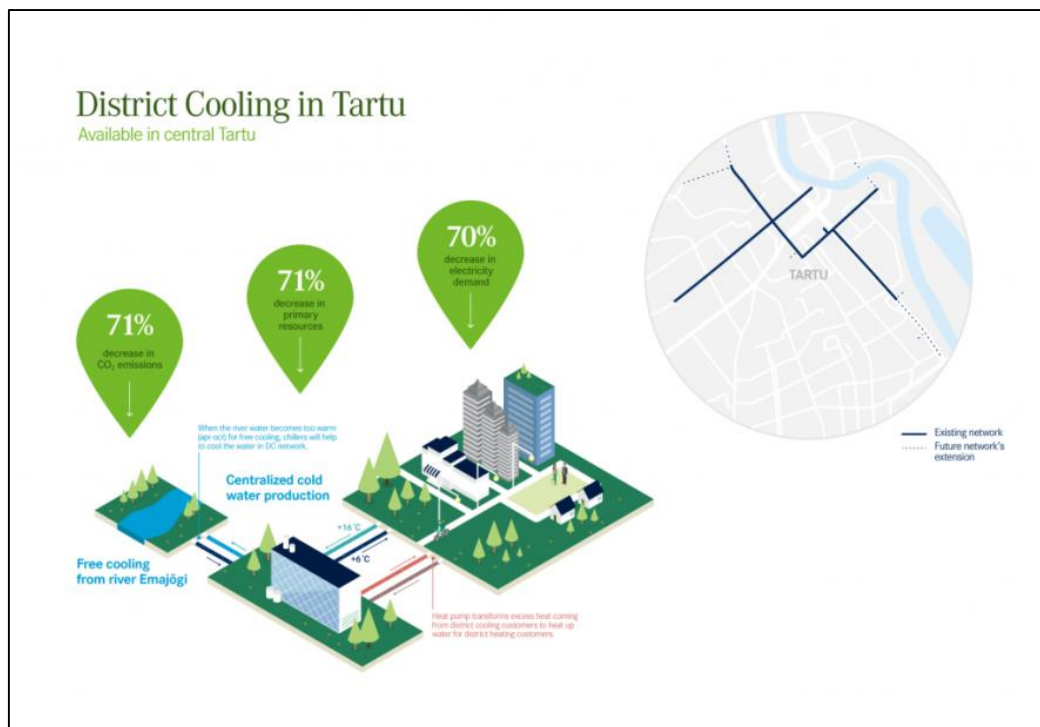 District Cooling in Tartu
Available in central Tartu
70%
decrease in
electricity
demand
71%
decrease in
primary
resources
71%
decrease in
CO₂ emissions
TARTU
When the river water becomes too warm
(apr-oct) for free cooling, chillers will help
to cool the water in DC network.
Existing network
Future network's
extension
Centralized cold
water production
+16 °C
+6 °C
Free cooling
from river Emajõgi
Heat pump transforms excess heat coming
from district cooling customers to heat up
water for district heating customers.